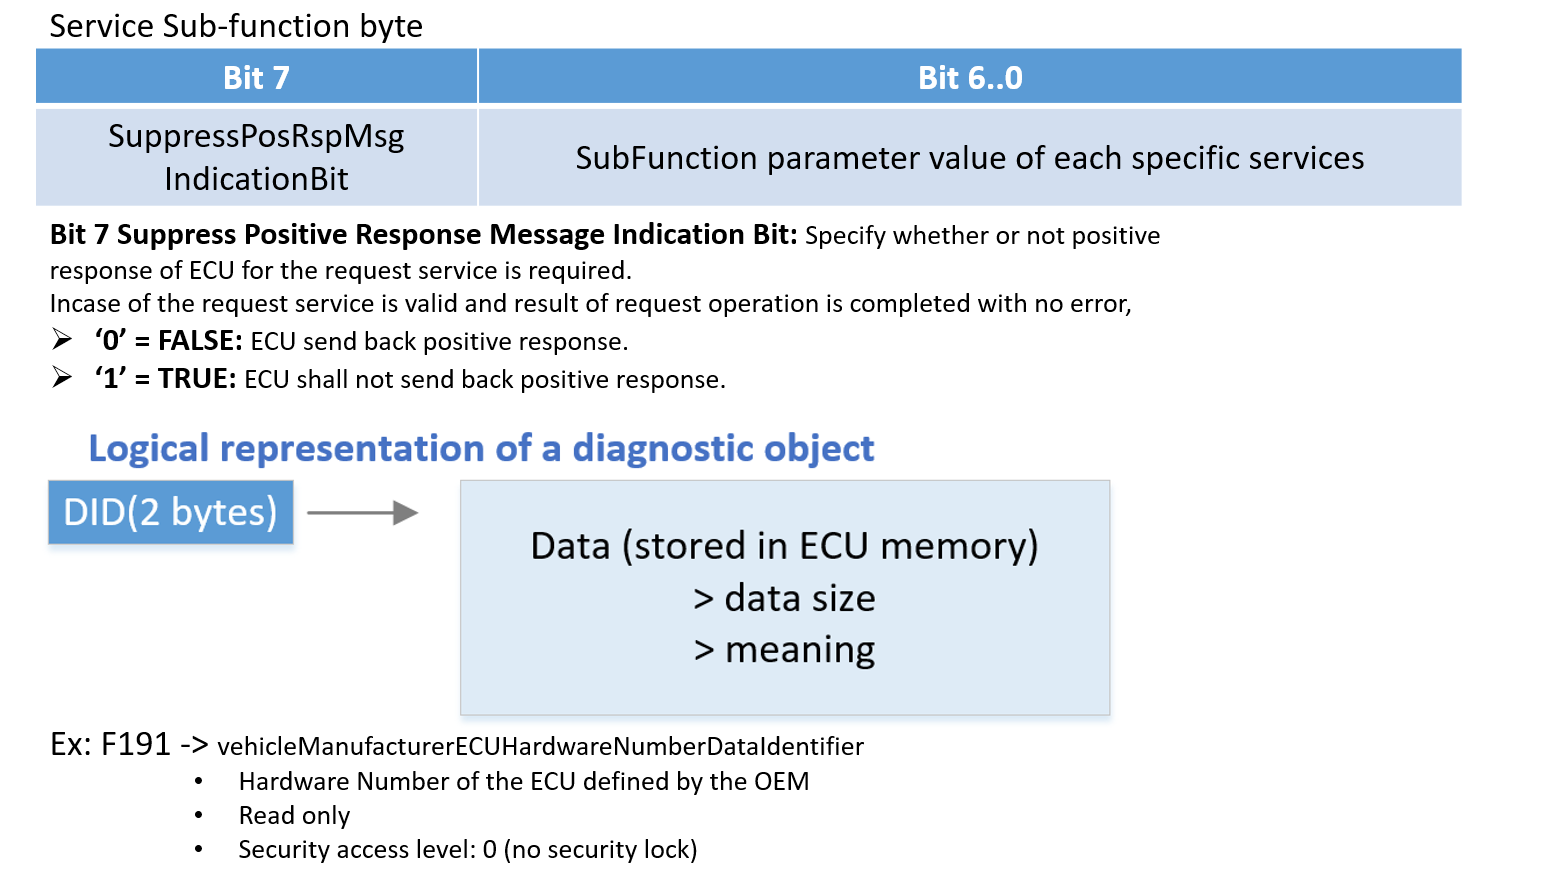 Service Sub-function byte
Bit 7
Bit 6..0
SuppressPosRspMsg
IndicationBit
SubFunction parameter value of each specific services
Bit 7 Suppress Positive Response Message Indication Bit: Specify whether or not positive
response of ECU for the request service is required.
Incase of the request service is valid and result of request operation is completed with no error,
➢ ‘0’ = FALSE: ECU send back positive response.
➢ ‘1’ = TRUE: ECU shall not send back positive response.
Logical representation of a diagnostic object
DID(2 bytes)
Data (stored in ECU memory)
> data size
> meaning
Ex: F191 -> vehicleManufacturerECUHardwareNumberDataIdentifier
• Hardware Number of the ECU defined by the OEM
• Read only
• Security access level: 0 (no security lock)